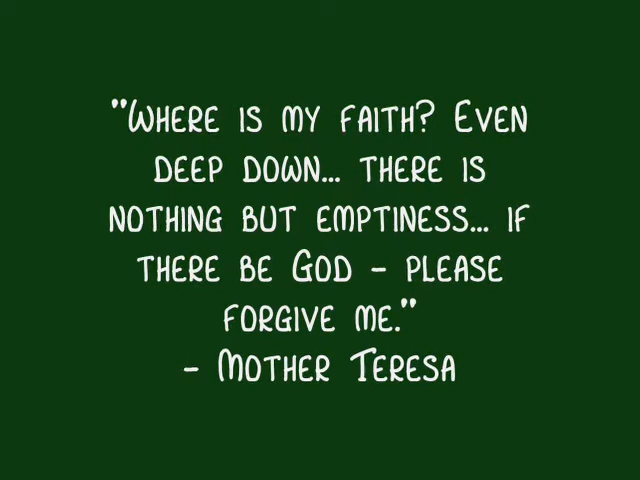 "Where is my faith? Even
deep down... there is
nothing but emptiness... if
there be God - please
forgive me."
- Mother Teresa